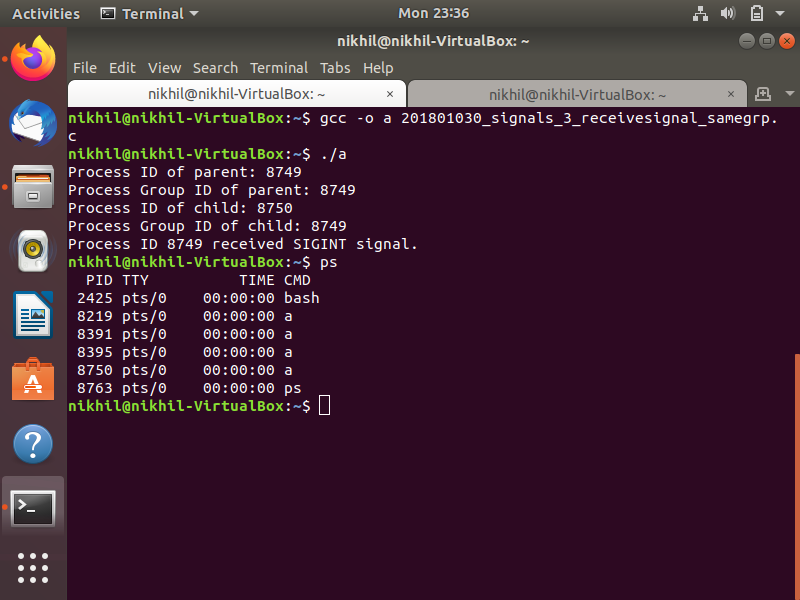 Activities Terminal Mon 23:36
nikhil@nikhil-VirtualBox: ~
File Edit View Search Terminal Tabs Help
nikhil@nikhil-VirtualBox: ~ × nikhil@nikhil-VirtualBox: ~ ×
nikhil@nikhil-VirtualBox:~$ gcc -o a 201801030_signals_3_receivesignal_samegrp.
c
nikhil@nikhil-VirtualBox:~$ ./a
Process ID of parent: 8749
Process Group ID of parent: 8749
Process ID of child: 8750
Process Group ID of child: 8749
Process ID 8749 received SIGINT signal.
nikhil@nikhil-VirtualBox:~$ ps
  PID TTY          TIME CMD
 2425 pts/0    00:00:00 bash
 8219 pts/0    00:00:00 a
 8391 pts/0    00:00:00 a
 8395 pts/0    00:00:00 a
 8750 pts/0    00:00:00 a
 8763 pts/0    00:00:00 ps
nikhil@nikhil-VirtualBox:~$